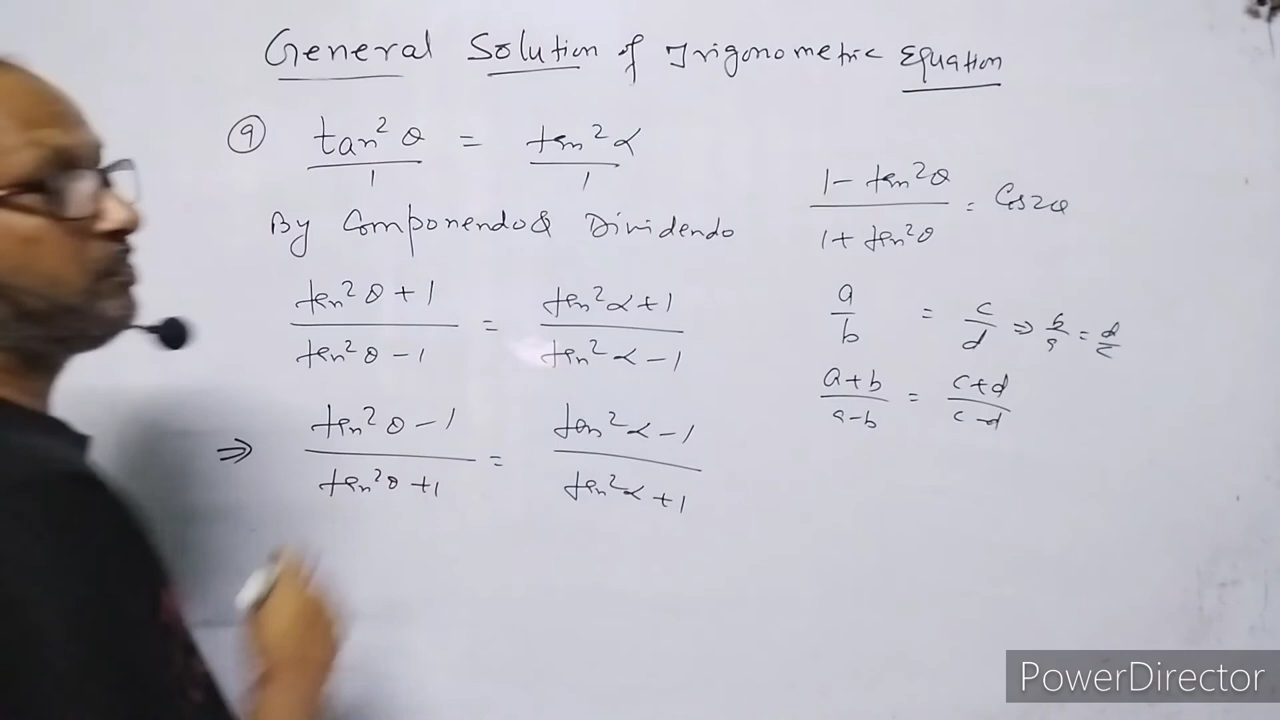 General Solution of Trigonometric Equation
⑨ tan²θ/1 = tan²α/1
By Componendo & Dividendo
(tan²θ + 1)/(tan²θ - 1) = (tan²α + 1)/(tan²α - 1)
⇒ (tan²θ - 1)/(tan²θ + 1) = (tan²α - 1)/(tan²α + 1)
(1 - tan²θ)/(1 + tan²θ) = Cos2θ
a/b = c/d ⇒ b/a = d/c
(a+b)/(a-b) = (c+d)/(c-d)
PowerDirector